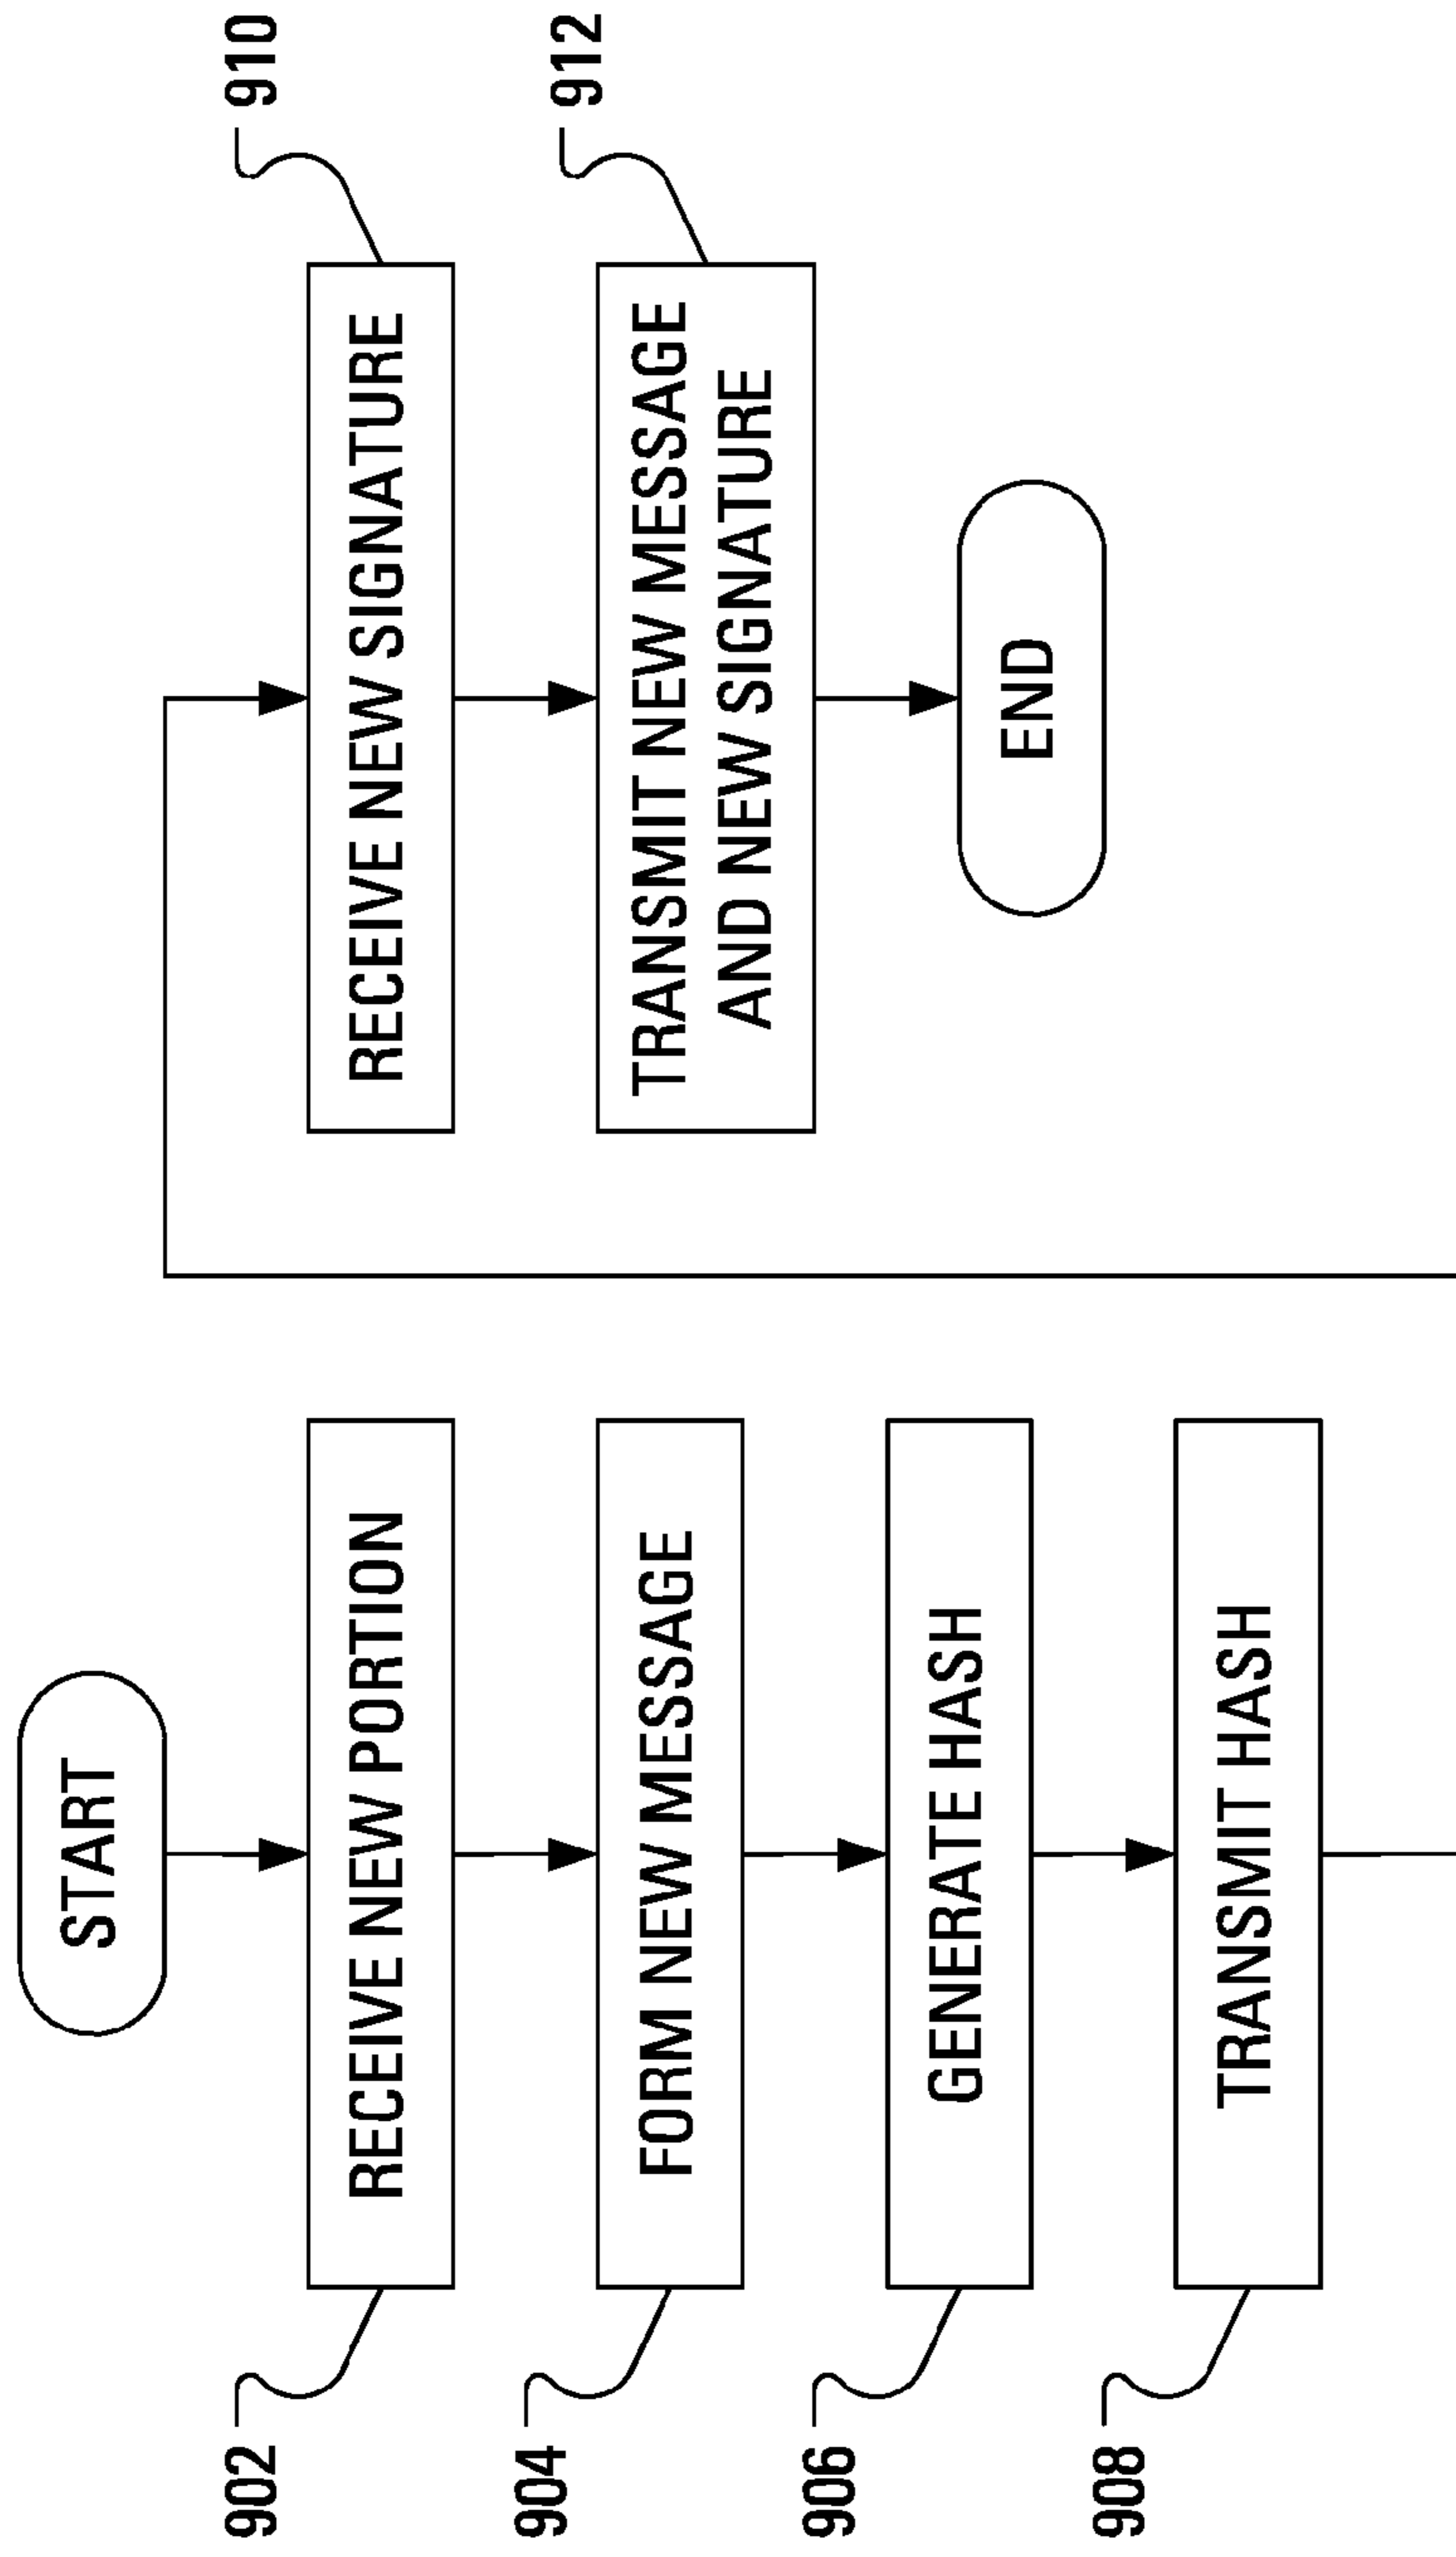 START
902
RECEIVE NEW PORTION
904
FORM NEW MESSAGE
906
GENERATE HASH
908
TRANSMIT HASH
910
RECEIVE NEW SIGNATURE
912
TRANSMIT NEW MESSAGE
AND NEW SIGNATURE
END